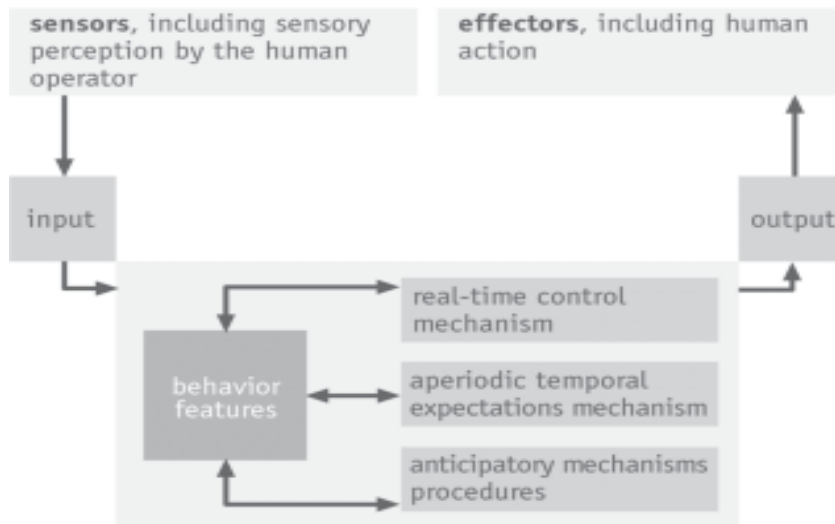 sensors, including sensory
perception by the human
operator
effectors, including human
action
input
output
real-time control
mechanism
behavior
features
aperiodic temporal
expectations mechanism
anticipatory mechanisms
procedures